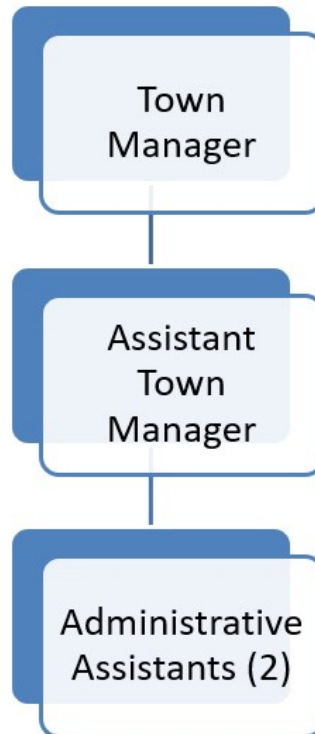 Town
Manager
Assistant
Town
Manager
Administrative
Assistants (2)